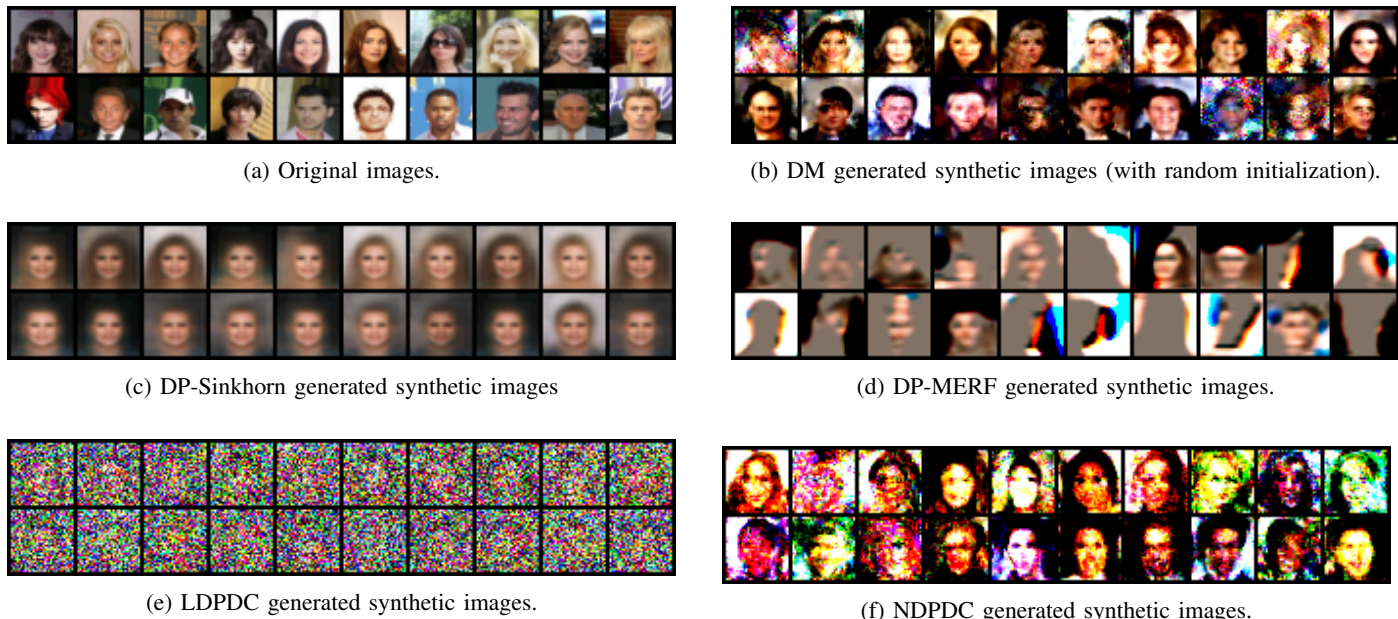 (a) Original images.
(b) DM generated synthetic images (with random initialization).
(c) DP-Sinkhorn generated synthetic images
(d) DP-MERF generated synthetic images.
(e) LDPDC generated synthetic images.
(f) NDPDC generated synthetic images.